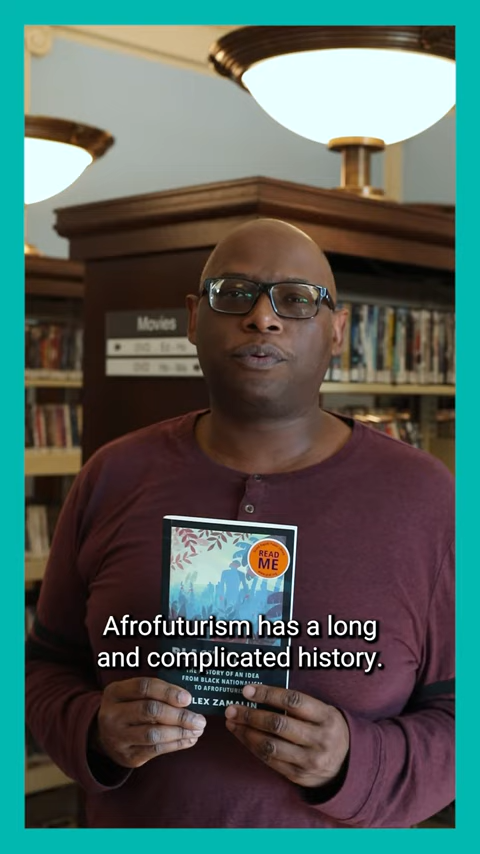 Movies
READ
ME
Afrofuturism has a long
and complicated history.
STORY OF AN IDEA
FROM BLACK NATIONALISM
TO
ALEX ZAMALIN